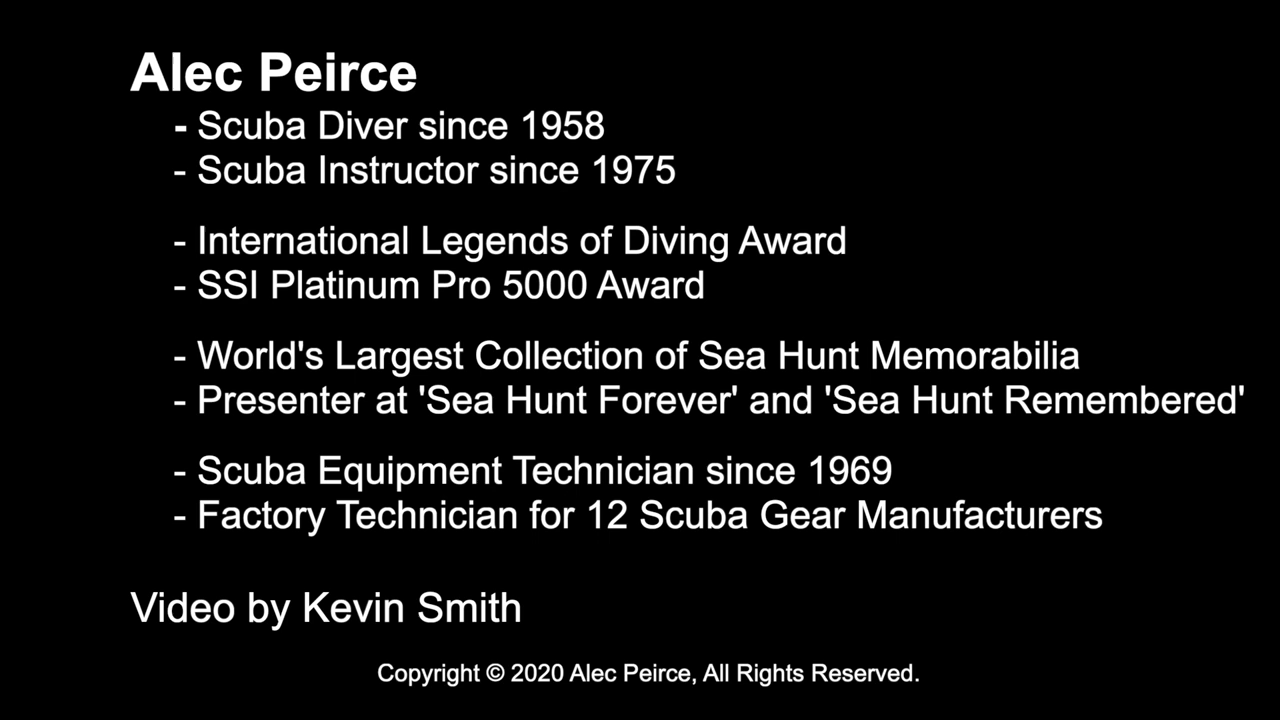 Alec Peirce
- Scuba Diver since 1958
- Scuba Instructor since 1975
- International Legends of Diving Award
- SSI Platinum Pro 5000 Award
- World's Largest Collection of Sea Hunt Memorabilia
- Presenter at 'Sea Hunt Forever' and 'Sea Hunt Remembered'
- Scuba Equipment Technician since 1969
- Factory Technician for 12 Scuba Gear Manufacturers
Video by Kevin Smith
Copyright © 2020 Alec Peirce, All Rights Reserved.